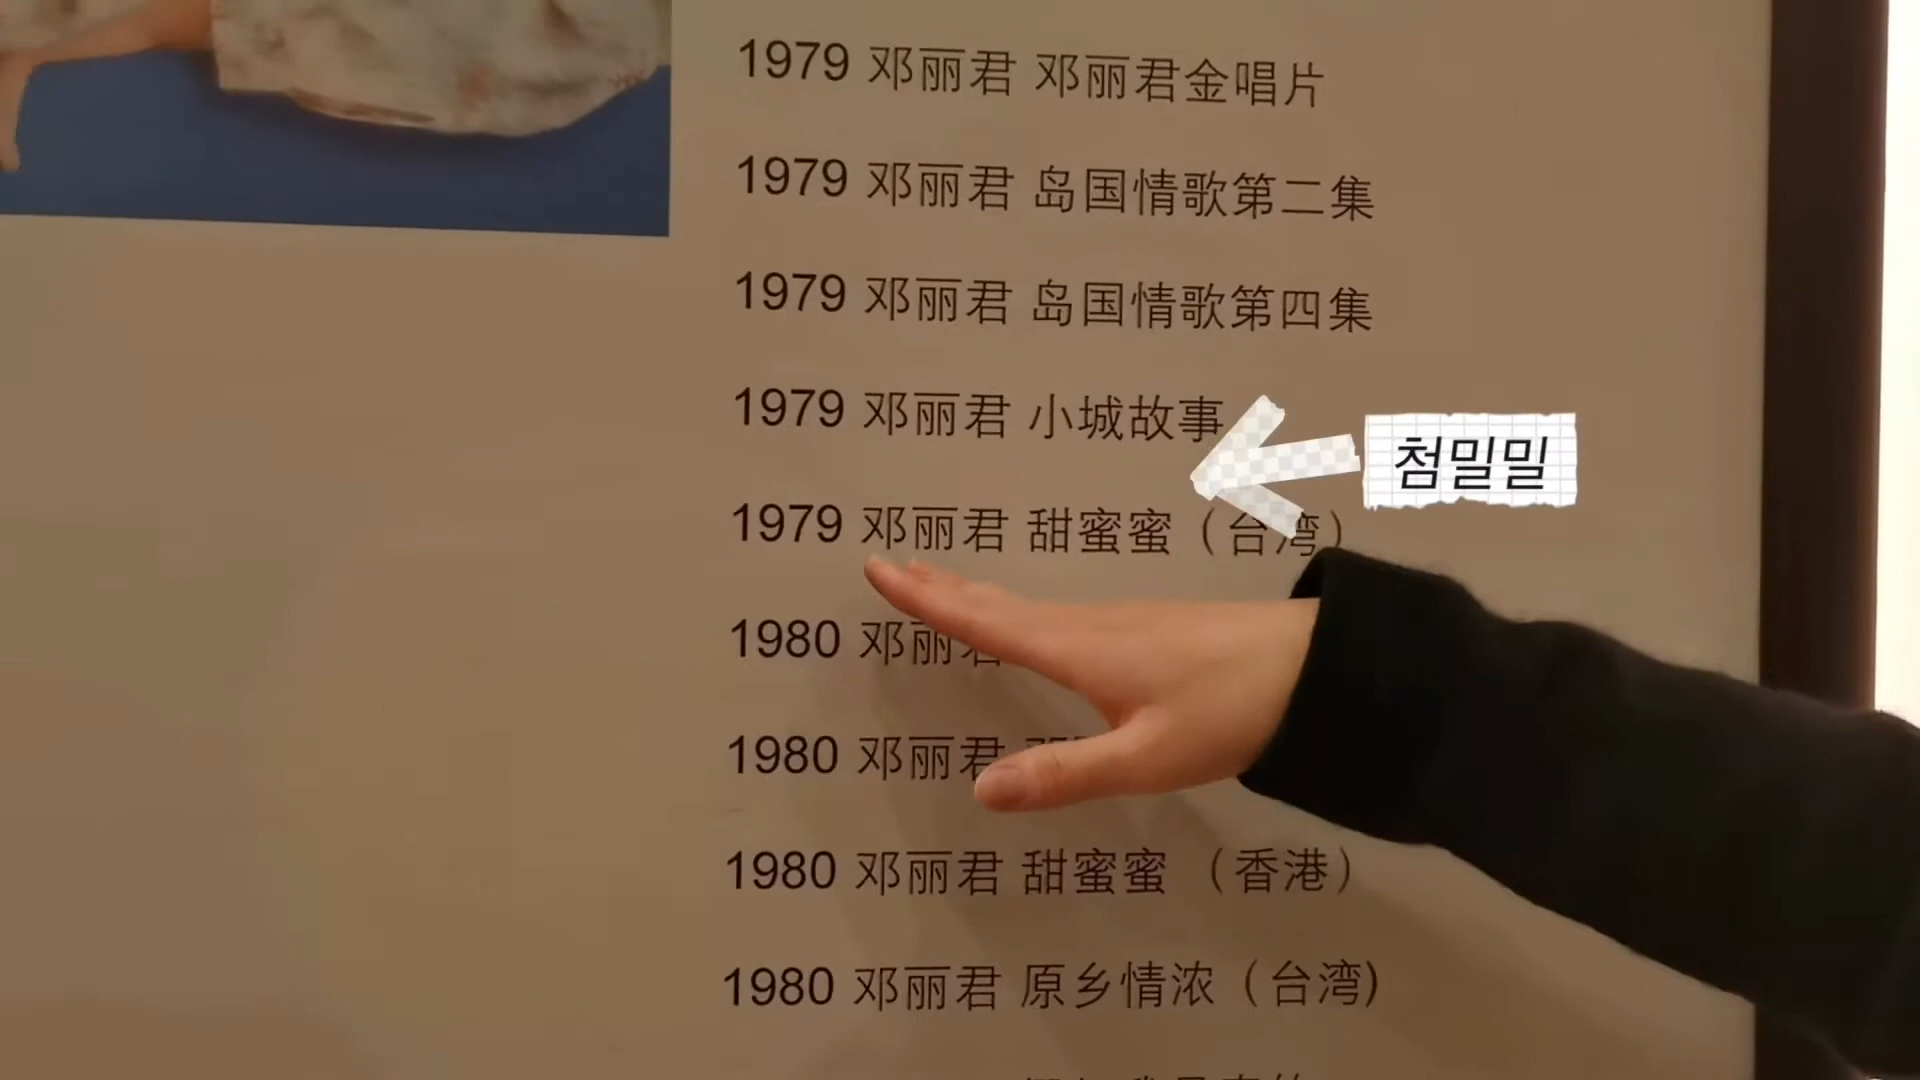 1979 邓丽君 邓丽君金唱片
1979 邓丽君 岛国情歌第二集
1979 邓丽君 岛国情歌第四集
1979 邓丽君 小城故事
첨밀밀
1979 邓丽君 甜蜜蜜（台湾）
1980 邓丽君
1980 邓丽君
1980 邓丽君 甜蜜蜜 （香港）
1980 邓丽君 原乡情浓（台湾)